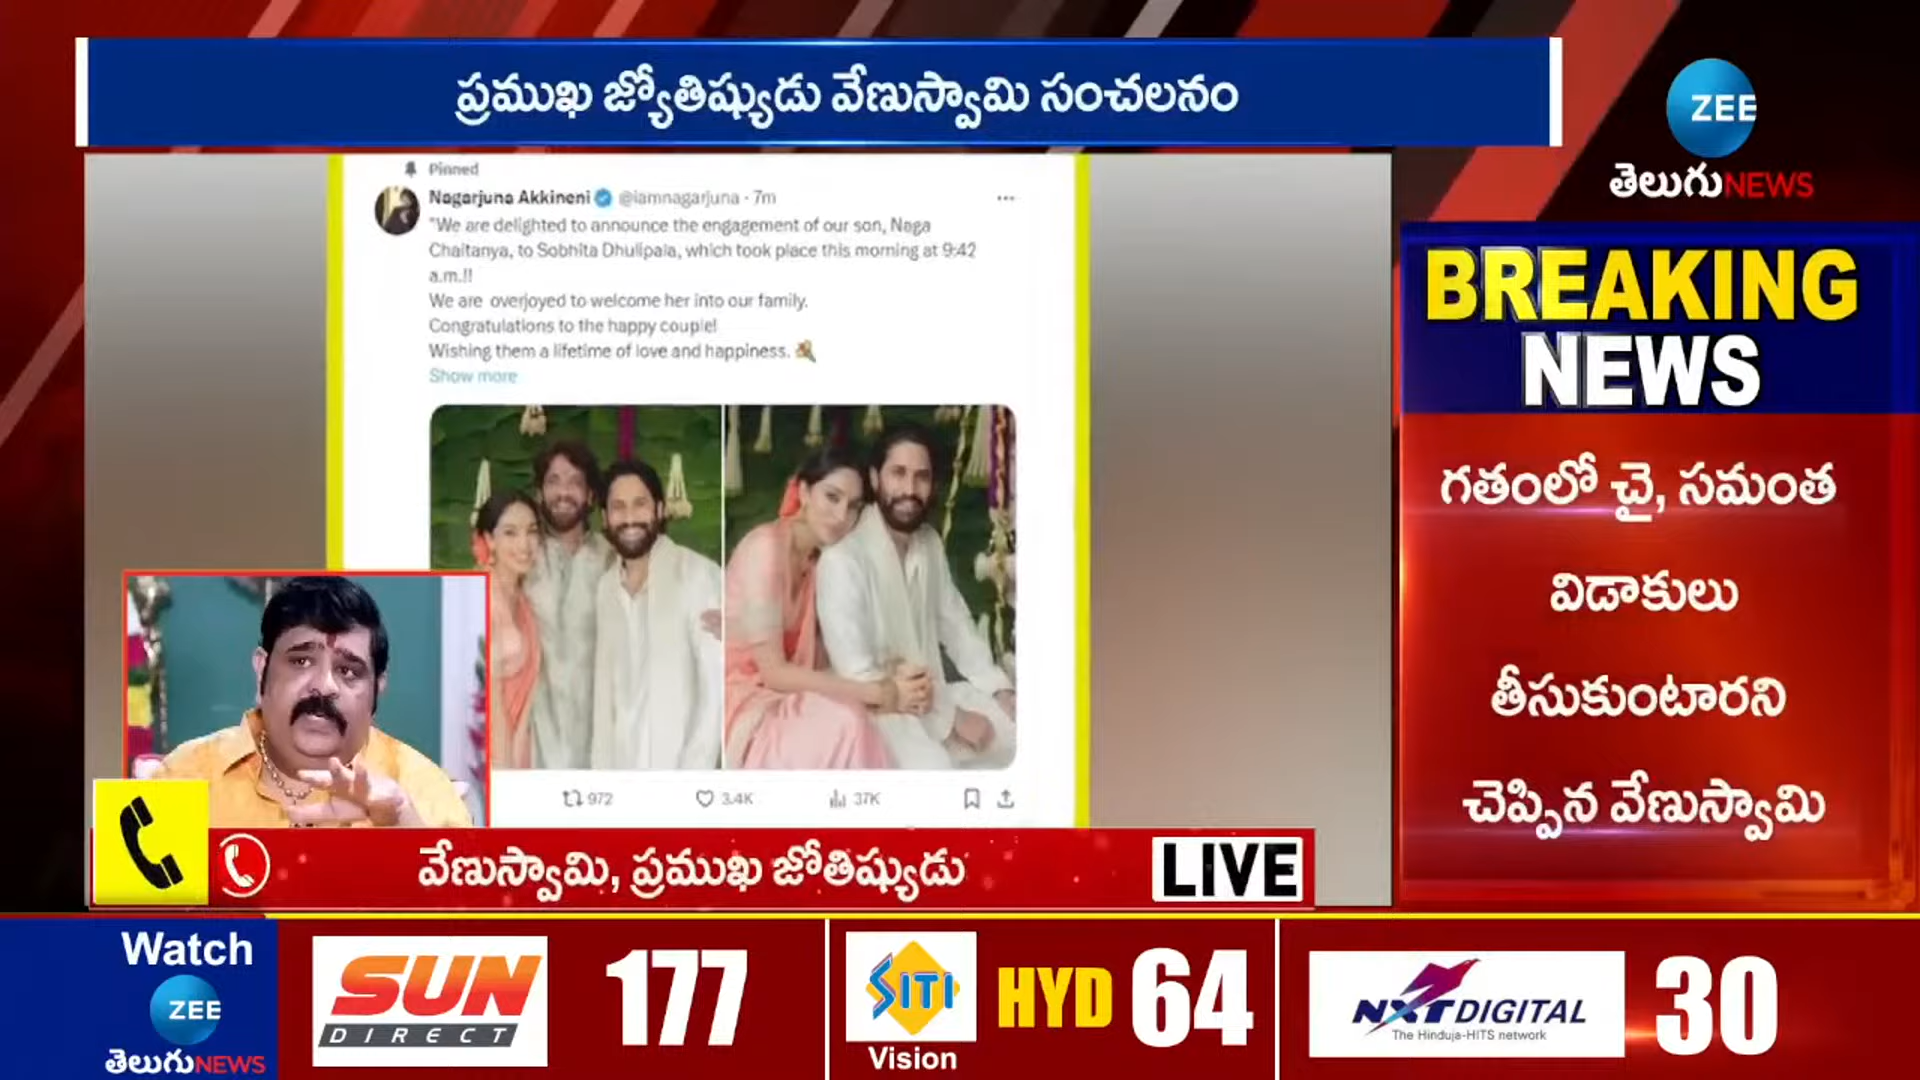 ప్రముఖ జ్యోతిష్యుడు వేణుస్వామి సంచలనం
ZEE
తెలుగు NEWS
Pinned
Nagarjuna Akkineni @iamnagarjuna · 7m
"We are delighted to announce the engagement of our son, Naga
Chaitanya, to Sobhita Dhulipala, which took place this morning at 9:42
a.m.!!
We are overjoyed to welcome her into our family.
Congratulations to the happy couple!
Wishing them a lifetime of love and happiness. 💐
Show more
972 3.4K 37K
BREAKING
NEWS
గతంలో చై, సమంత
విడాకులు
తీసుకుంటారని
చెప్పిన వేణుస్వామి
వేణుస్వామి, ప్రముఖ జోతిష్యుడు
LIVE
Watch
ZEE
తెలుగు NEWS
SUN
DIRECT
177
SITI
Vision
HYD 64
NXTDIGITAL
The Hinduja-HITS network
30